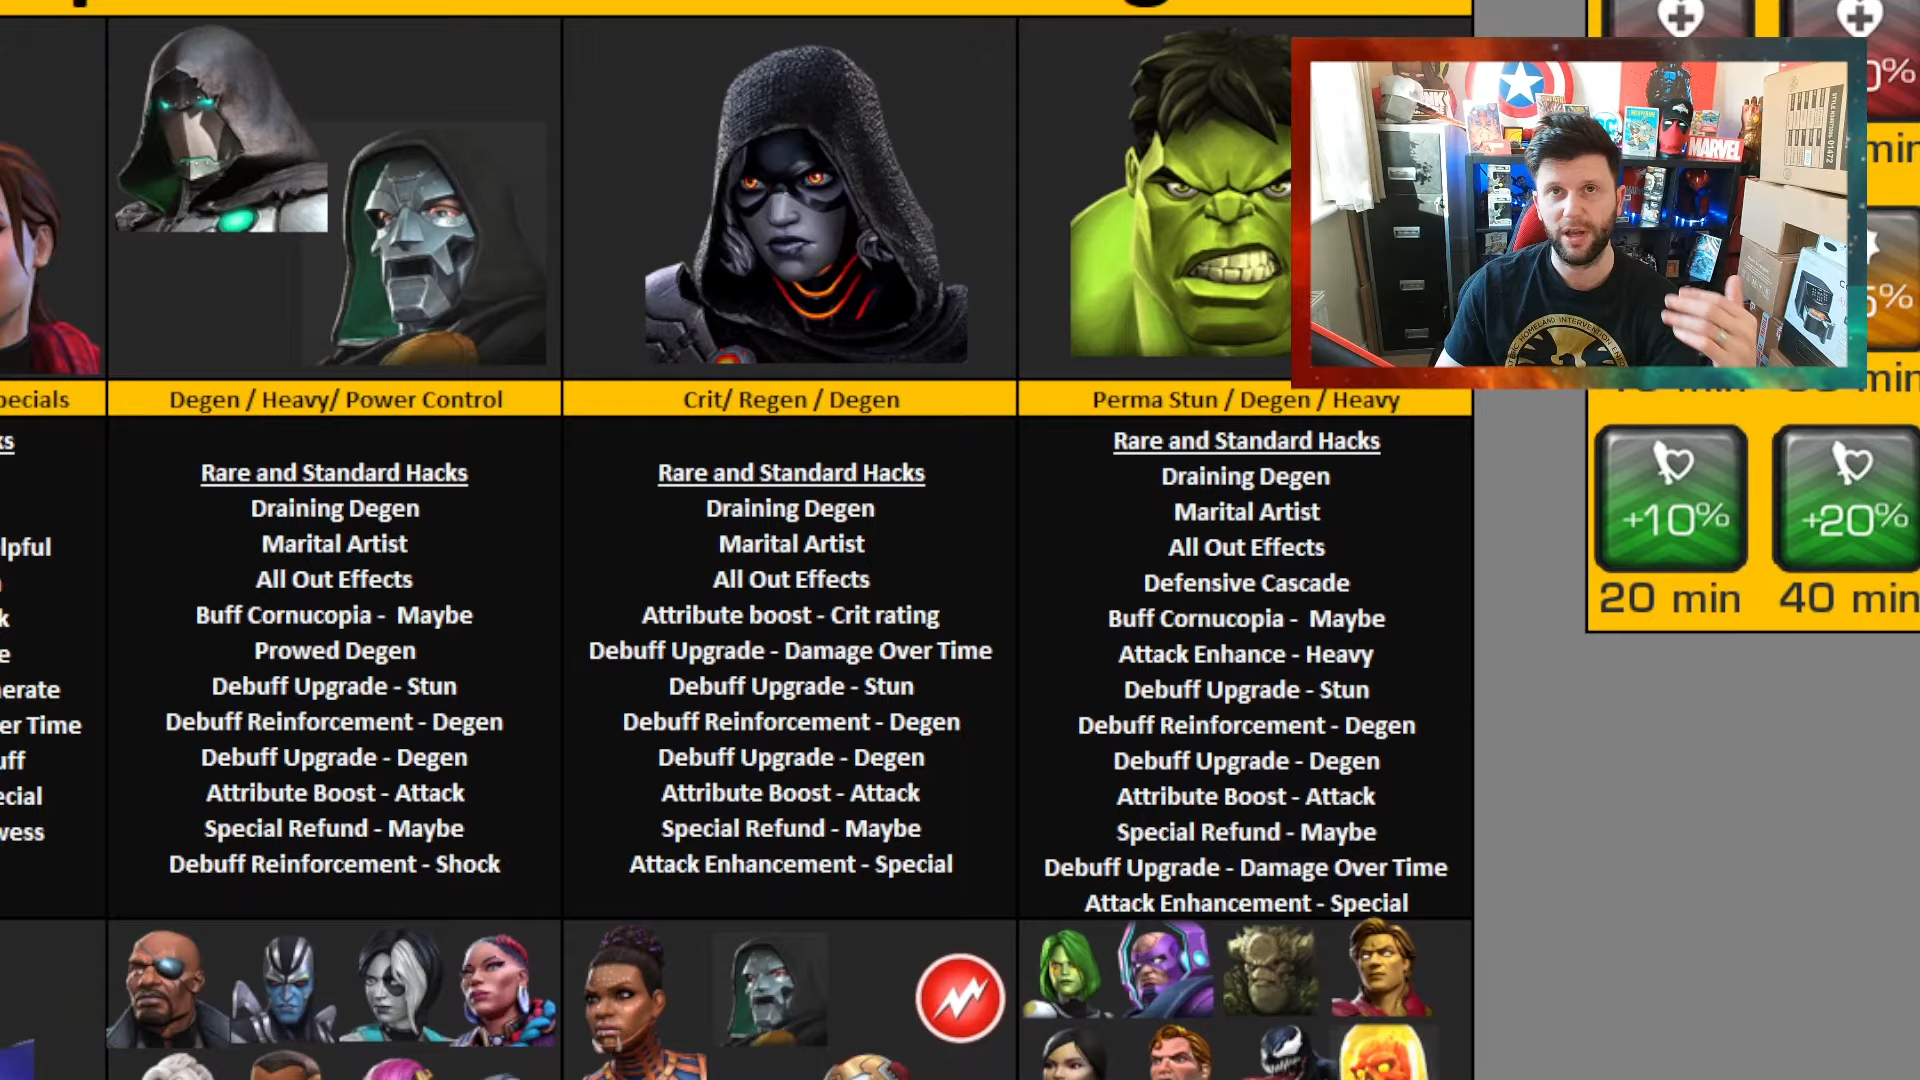 ecials
ks
elpful
k
e
erate
er Time
uff
ecial
wess
Degen / Heavy/ Power Control
Rare and Standard Hacks
Draining Degen
Marital Artist
All Out Effects
Buff Cornucopia - Maybe
Prowed Degen
Debuff Upgrade - Stun
Debuff Reinforcement - Degen
Debuff Upgrade - Degen
Attribute Boost - Attack
Special Refund - Maybe
Debuff Reinforcement - Shock
Crit/ Regen / Degen
Rare and Standard Hacks
Draining Degen
Marital Artist
All Out Effects
Attribute boost - Crit rating
Debuff Upgrade - Damage Over Time
Debuff Upgrade - Stun
Debuff Reinforcement - Degen
Debuff Upgrade - Degen
Attribute Boost - Attack
Special Refund - Maybe
Attack Enhancement - Special
Perma Stun / Degen / Heavy
Rare and Standard Hacks
Draining Degen
Marital Artist
All Out Effects
Defensive Cascade
Buff Cornucopia - Maybe
Attack Enhance - Heavy
Debuff Upgrade - Stun
Debuff Reinforcement - Degen
Debuff Upgrade - Degen
Attribute Boost - Attack
Special Refund - Maybe
Debuff Upgrade - Damage Over Time
Attack Enhancement - Special
MARVEL
0%
min
5%
min
+10% +20%
20 min 40 min